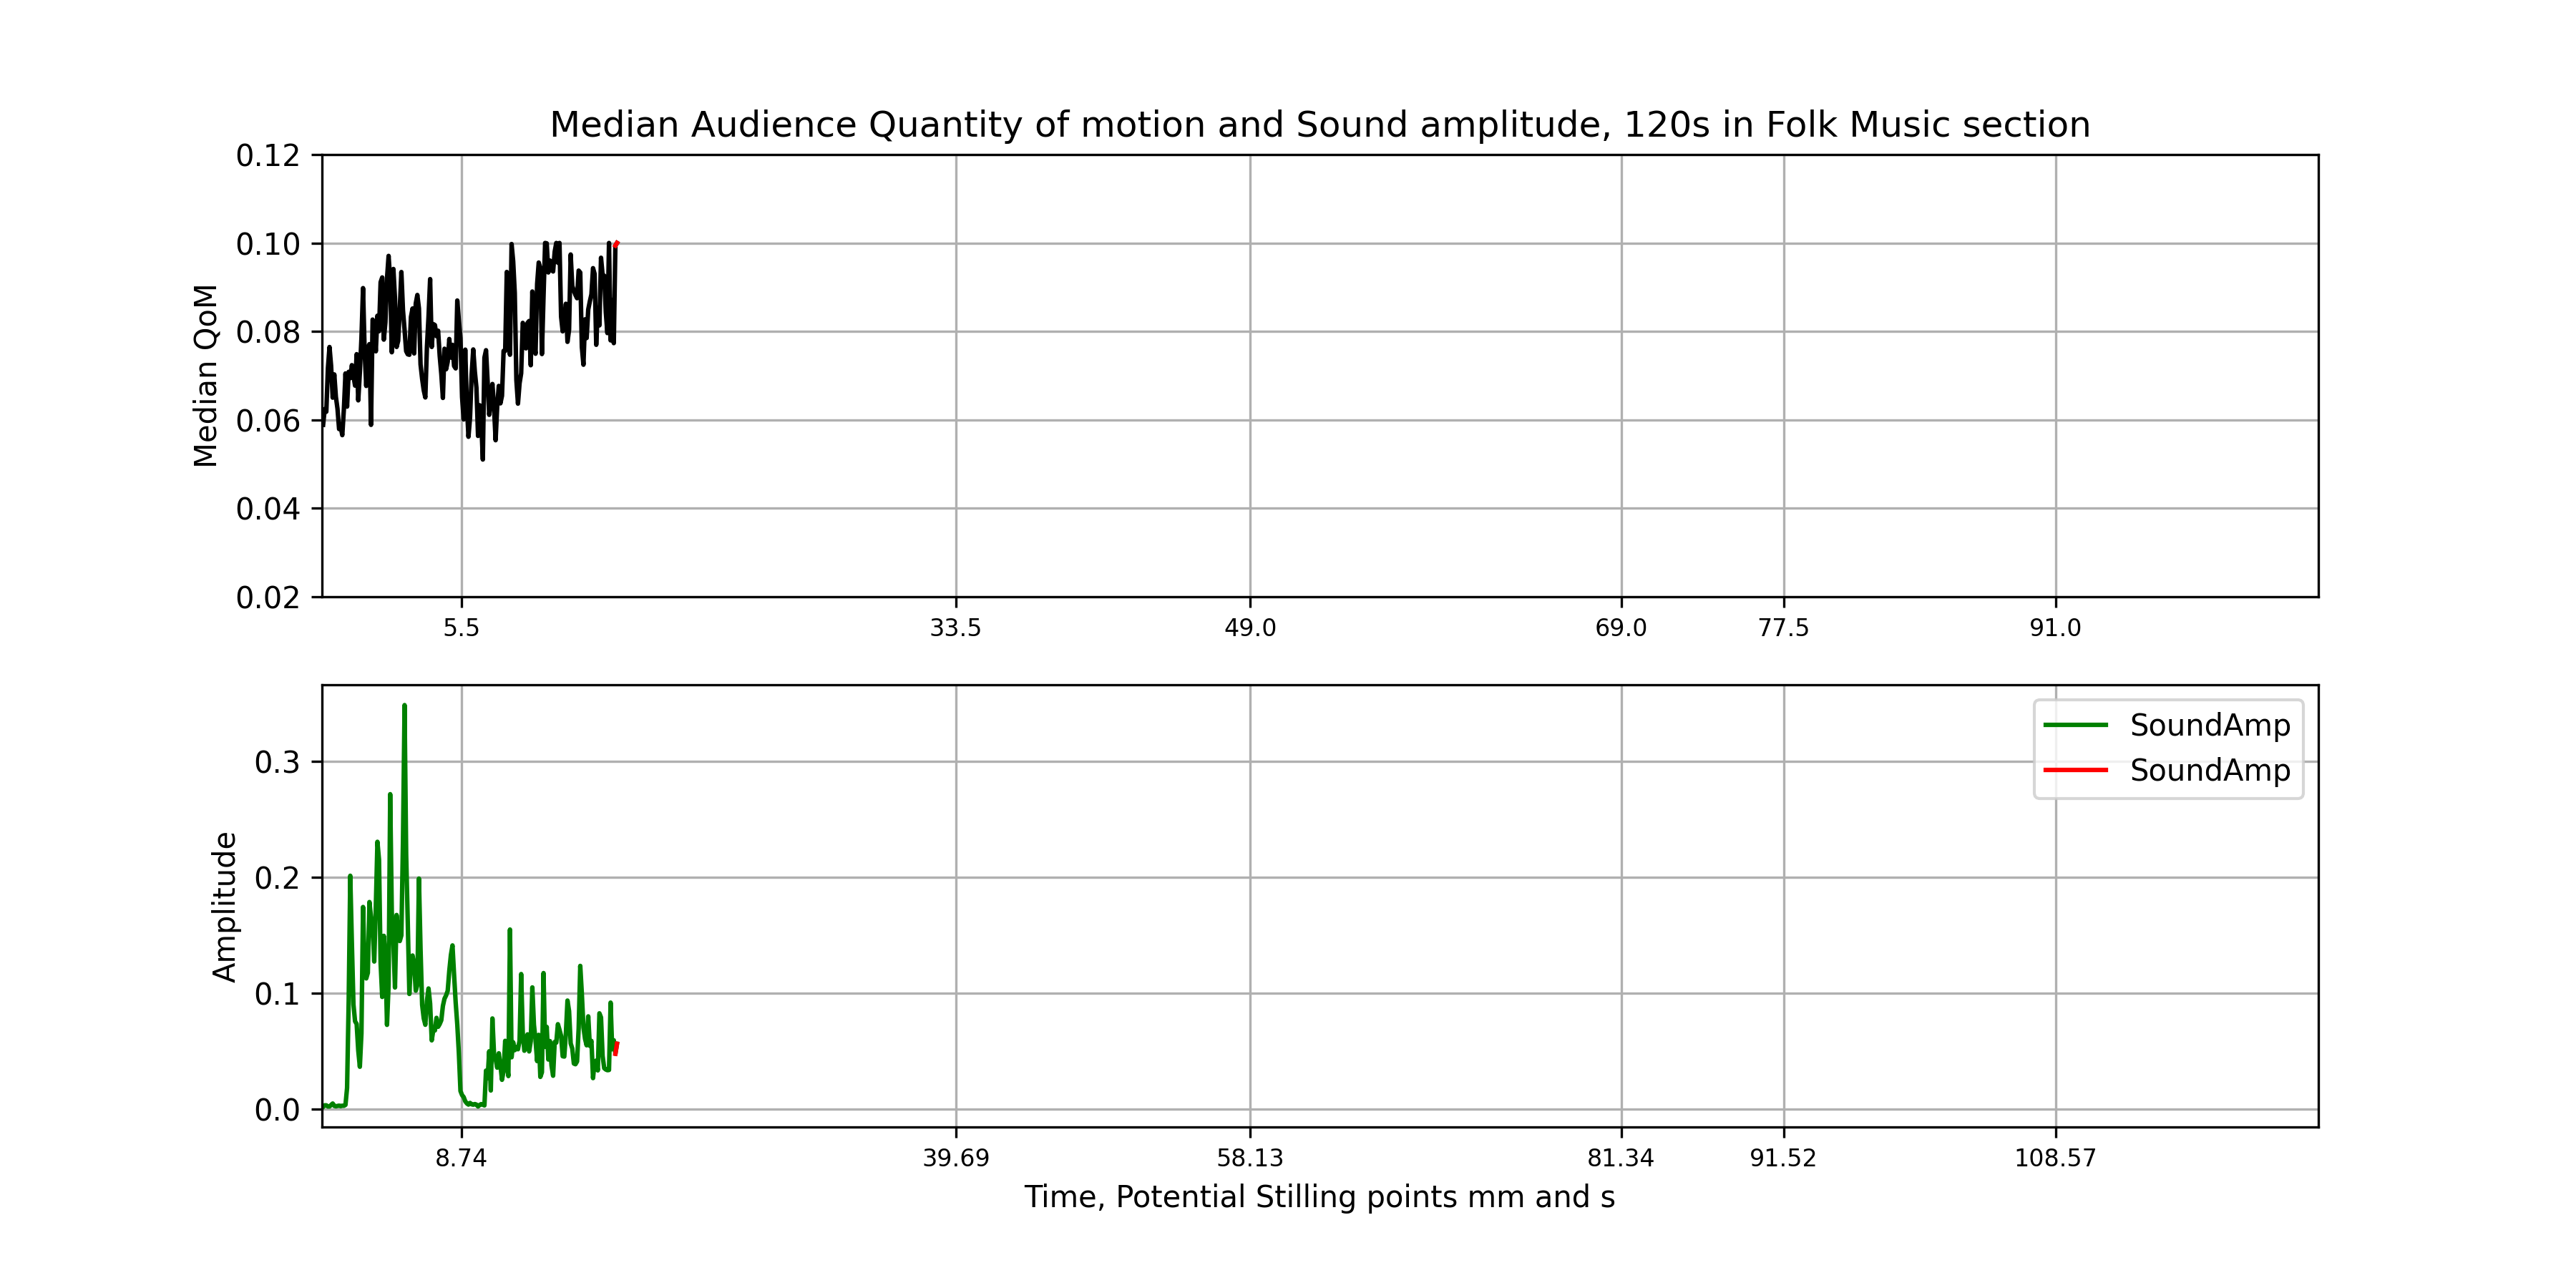 Median Audience Quantity of motion and Sound amplitude, 120s in Folk Music section
0.12
0.10
0.08
0.06
0.04
0.02
Median QoM
5.5 33.5 49.0 69.0 77.5 91.0
SoundAmp
SoundAmp
0.3
0.2
0.1
0.0
Amplitude
8.74 39.69 58.13 81.34 91.52 108.57
Time, Potential Stilling points mm and s